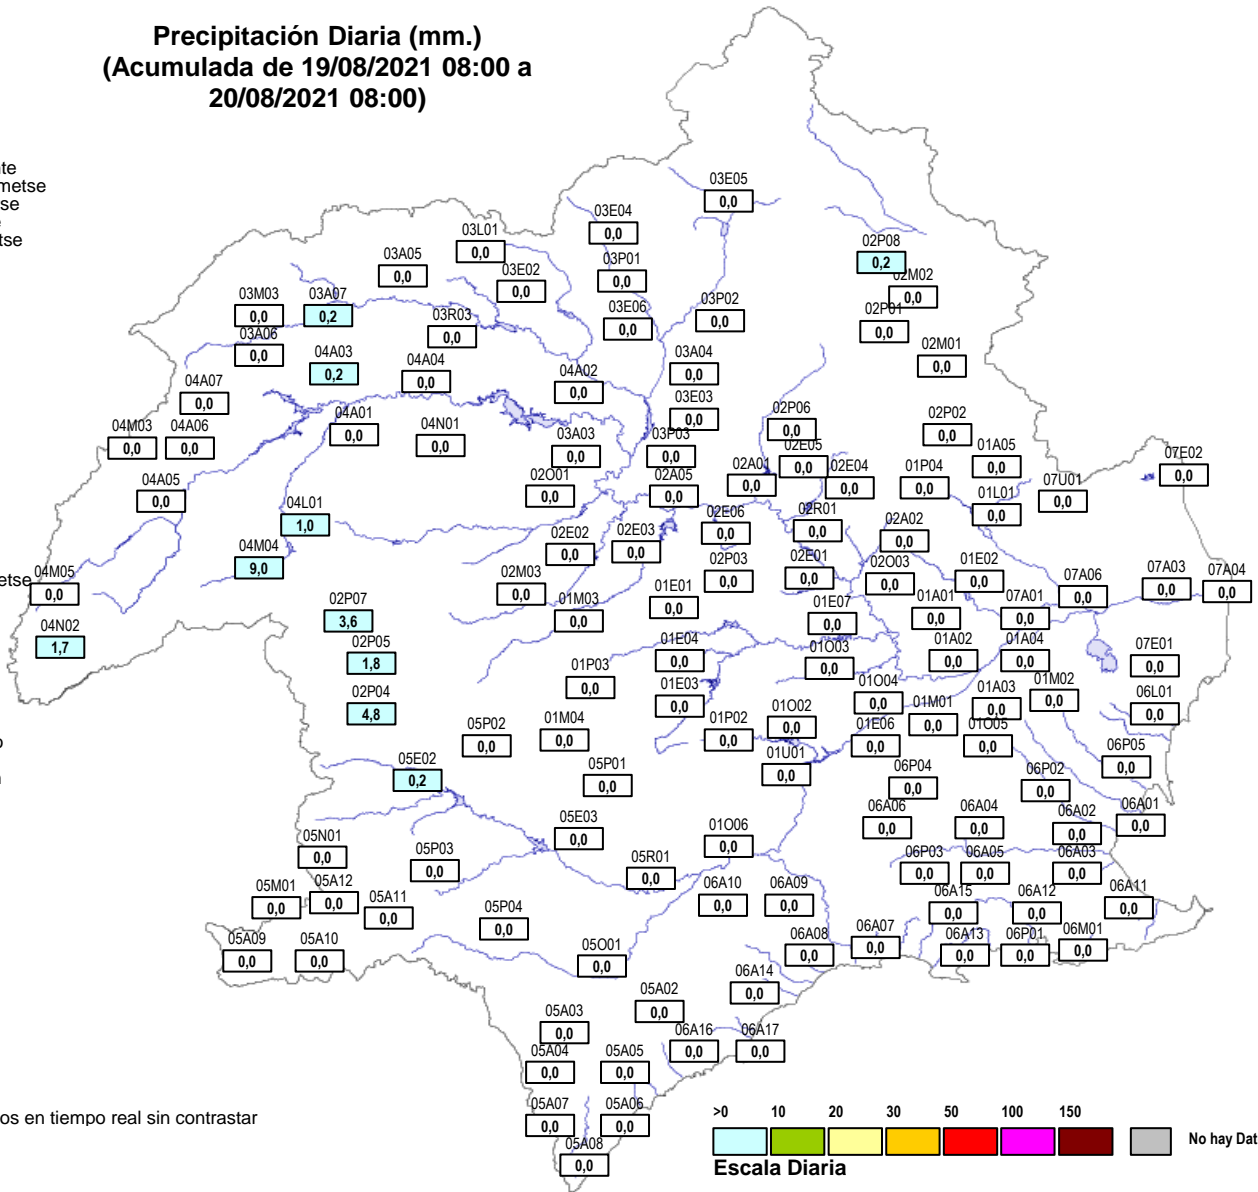 Precipitación Diaria (mm.)
(Acumulada de 19/08/2021 08:00 a
20/08/2021 08:00)
nte
metse
se
e
tse
03E05
0,0
03E04
0,0
03L01
0,0
02P08
0,2
03A05
0,0
03P01
0,0
03E02
0,0
02M02
0,0
03M03
0,0
03A07
0,2
03P02
0,0
03E06
0,0
02P01
0,0
03R03
0,0
03A06
0,0
02M01
0,0
04A03
0,2
04A04
0,0
03A04
0,0
04A02
0,0
04A07
0,0
03E03
0,0
04A01
0,0
02P06
0,0
02P02
0,0
04M03
0,0
04A06
0,0
04N01
0,0
03A03
0,0
03P03
0,0
02E05
0,0
01A05
0,0
07E02
0,0
02A01
0,0
02E04
0,0
01P04
0,0
04A05
0,0
02O01
0,0
02A05
0,0
07U01
0,0
01L01
0,0
04L01
1,0
02E06
0,0
02R01
0,0
02A02
0,0
02E02
0,0
02E03
0,0
04M04
9,0
metse
04M05
0,0
02M03
0,0
02P03
0,0
02E01
0,0
02O03
0,0
01E02
0,0
07A06
0,0
07A03
0,0
07A04
0,0
01E01
0,0
01M03
0,0
01E07
0,0
01A01
0,0
07A01
0,0
02P07
3,6
04N02
1,7
02P05
1,8
01E04
0,0
01O03
0,0
01A02
0,0
01A04
0,0
07E01
0,0
01P03
0,0
01E03
0,0
01O04
0,0
01A03
0,0
01M02
0,0
06L01
0,0
02P04
4,8
01M01
0,0
01O02
0,0
05P02
0,0
01M04
0,0
01P02
0,0
01E06
0,0
01O05
0,0
06P05
0,0
05E02
0,2
05P01
0,0
01U01
0,0
06P04
0,0
06P02
0,0
06A06
0,0
06A04
0,0
06A02
0,0
06A01
0,0
05E03
0,0
01O06
0,0
05N01
0,0
05P03
0,0
05R01
0,0
06P03
0,0
06A05
0,0
06A03
0,0
05M01
0,0
05A12
0,0
05A11
0,0
06A10
0,0
06A09
0,0
06A15
0,0
06A12
0,0
06A11
0,0
05P04
0,0
05A09
0,0
05A10
0,0
05O01
0,0
06A08
0,0
06A07
0,0
06A13
0,0
06P01
0,0
06M01
0,0
06A14
0,0
05A02
0,0
05A03
0,0
06A16
0,0
06A17
0,0
05A04
0,0
05A05
0,0
05A07
0,0
05A06
0,0
05A08
0,0
os en tiempo real sin contrastar
>0 10 20 30 50 100 150
No hay Dat
Escala Diaria